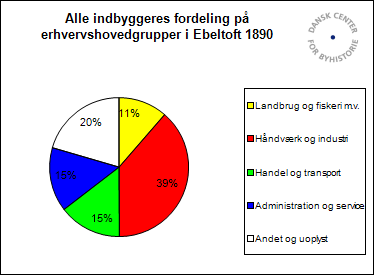 Alle indbyggeres fordeling på
erhvervshovedgrupper i Ebeltoft 1890
DANSK CENTER
FOR BYHISTORIE
11%
39%
15%
15%
20%
Landbrug og fiskeri m.v.
Håndværk og industri
Handel og transport
Administration og service
Andet og uoplyst